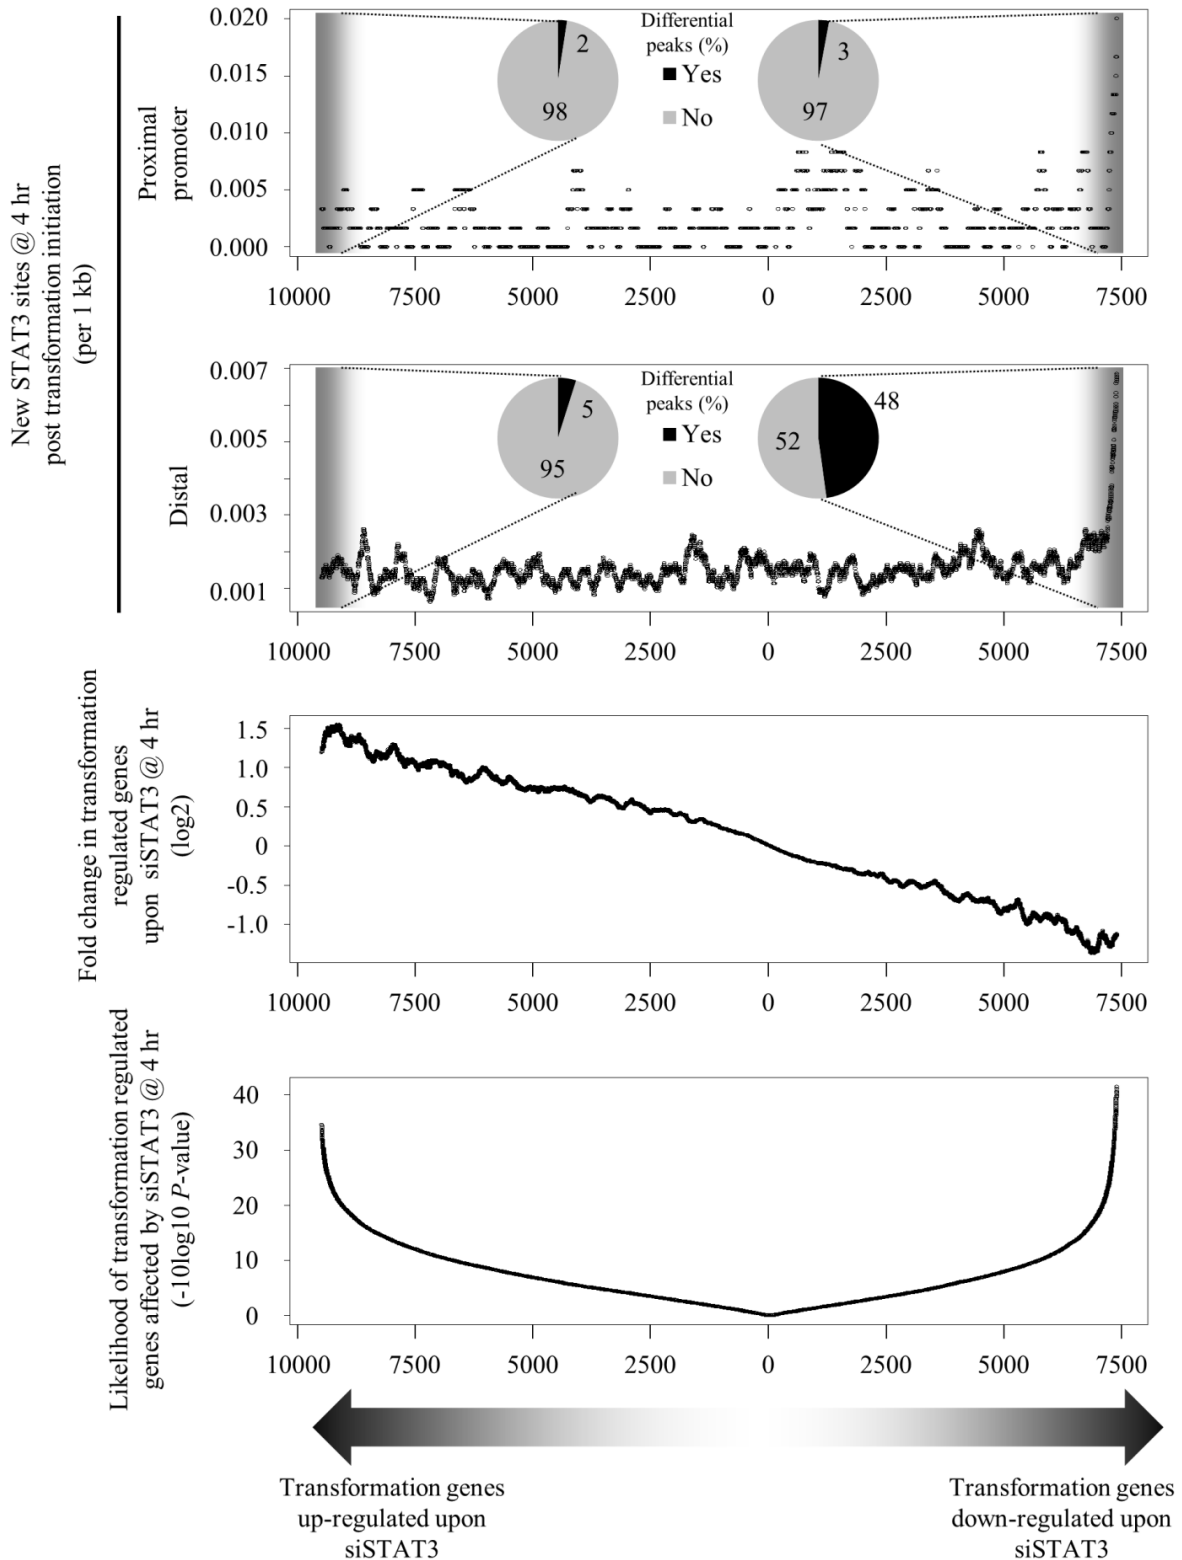 New STAT3 sites @ 4 hr
post transformation initiation
(per 1 kb)
Proximal
promoter
0.020
0.015
0.010
0.005
0.000
Differential
peaks (%)
Yes
No
2
98
3
97
10000 7500 5000 2500 0 2500 5000 7500
Distal
0.007
0.005
0.003
0.001
Differential
peaks (%)
Yes
No
5
95
48
52
10000 7500 5000 2500 0 2500 5000 7500
Fold change in transformation
regulated genes
upon siSTAT3 @ 4 hr
(log2)
1.5
1.0
0.5
0
-0.5
-1.0
10000 7500 5000 2500 0 2500 5000 7500
Likelihood of transformation regulated
genes affected by siSTAT3 @ 4 hr
(-10log10 P-value)
40
30
20
10
0
10000 7500 5000 2500 0 2500 5000 7500
Transformation genes
up-regulated upon
siSTAT3
Transformation genes
down-regulated upon
siSTAT3